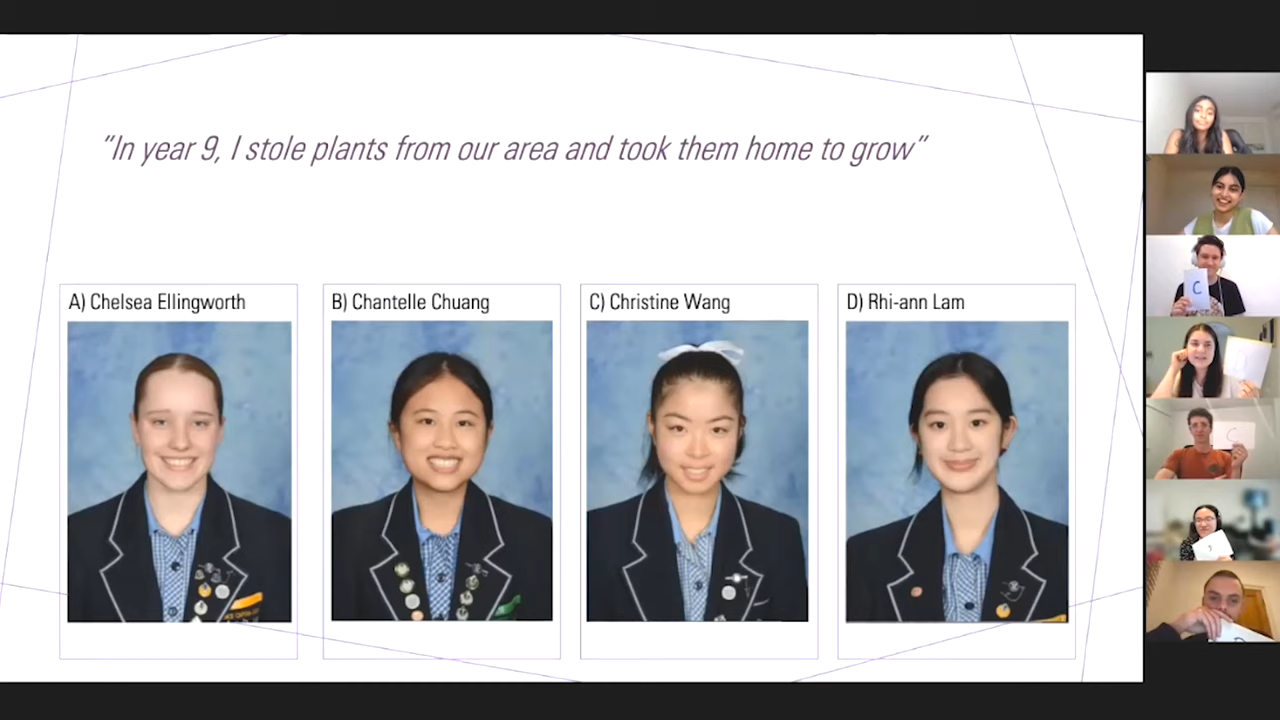 “In year 9, I stole plants from our area and took them home to grow”
A) Chelsea Ellingworth
B) Chantelle Chuang
C) Christine Wang
D) Rhi-ann Lam
C
C